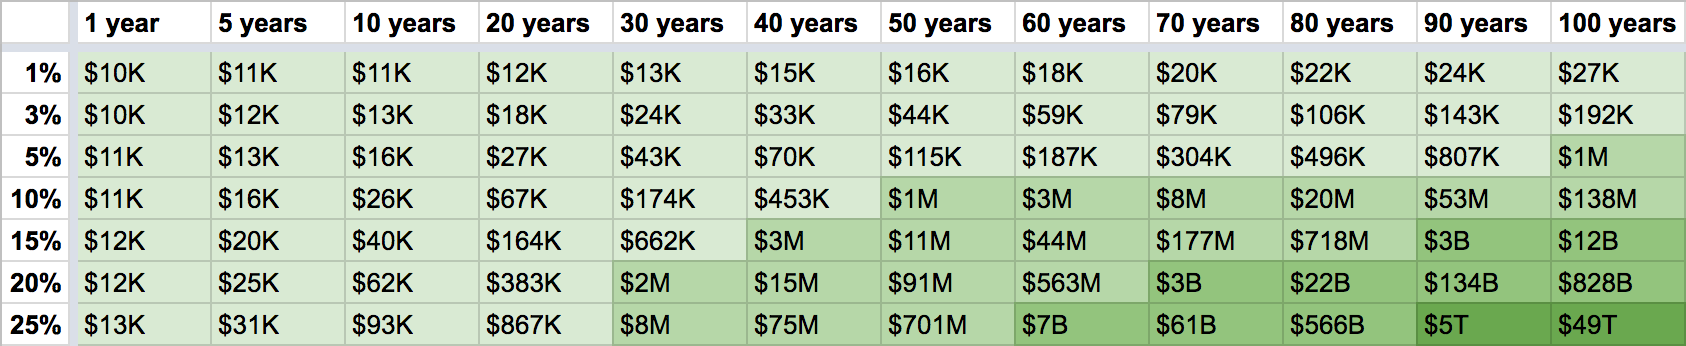 1 year 5 years 10 years 20 years 30 years 40 years 50 years 60 years 70 years 80 years 90 years 100 years
1% $10K $11K $11K $12K $13K $15K $16K $18K $20K $22K $24K $27K
3% $10K $12K $13K $18K $24K $33K $44K $59K $79K $106K $143K $192K
5% $11K $13K $16K $27K $43K $70K $115K $187K $304K $496K $807K $1M
10% $11K $16K $26K $67K $174K $453K $1M $3M $8M $20M $53M $138M
15% $12K $20K $40K $164K $662K $3M $11M $44M $177M $718M $3B $12B
20% $12K $25K $62K $383K $2M $15M $91M $563M $3B $22B $134B $828B
25% $13K $31K $93K $867K $8M $75M $701M $7B $61B $566B $5T $49T